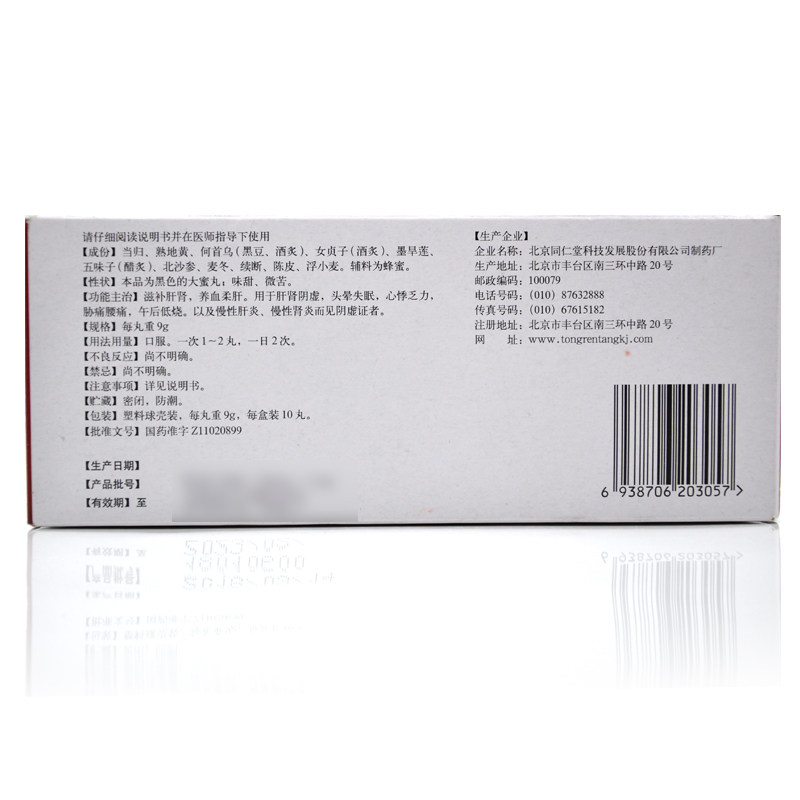 请仔细阅读说明书并在医师指导下使用
【成份】当归、熟地黄、何首乌(黑豆、酒炙)、女贞子(酒炙)、墨旱莲、
五味子(醋炙)、北沙参、麦冬、续断、陈皮、浮小麦。辅料为蜂蜜。
【性状】本品为黑色的大蜜丸，味甜、微苦。
【功能主治】滋补肝肾，养血柔肝。用于肝肾阴虚，头晕失眠，心悸乏力，
胁痛腰痛，午后低烧。以及慢性肝炎、慢性肾炎而见阴虚证者。
【规格】每丸重9g
【用法用量】口服。一次1~2丸，一日2次。
【不良反应】尚不明确。
【禁忌】尚不明确。
【注意事项】详见说明书。
【贮藏】密闭，防潮。
【包装】塑料球壳装，每丸重9g，每盒装10丸。
【批准文号】国药准字Z11020899
【生产日期】
【产品批号】
【有效期】至
【生产企业】
企业名称：北京同仁堂科技发展股份有限公司制药厂
生产地址：北京市丰台区南三环中路20号
邮政编码：100079
电话号码：(010) 87632888
传真号码：(010) 67615182
注册地址：北京市丰台区南三环中路20号
网 址：www.tongrentangkj.com
6 938706 203057 >